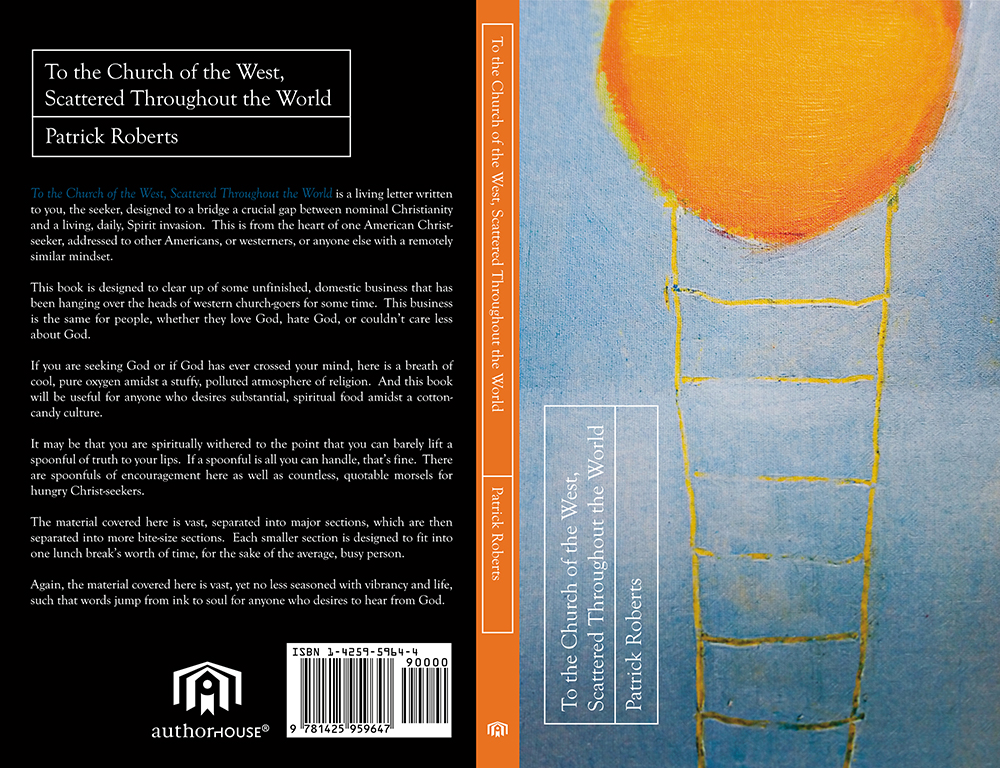 To the Church of the West,
Scattered Throughout the World
Patrick Roberts
To the Church of the West, Scattered Throughout the World is a living letter written
to you, the seeker, designed to a bridge a crucial gap between nominal Christianity
and a living, daily, Spirit invasion. This is from the heart of one American Christ-
seeker, addressed to other Americans, or westerners, or anyone else with a remotely
similar mindset.
This book is designed to clear up of some unfinished, domestic business that has
been hanging over the heads of western church-goers for some time. This business
is the same for people, whether they love God, hate God, or couldn't care less
about God.
If you are seeking God or if God has ever crossed your mind, here is a breath of
cool, pure oxygen amidst a stuffy, polluted atmosphere of religion. And this book
will be useful for anyone who desires substantial, spiritual food amidst a cotton-
candy culture.
It may be that you are spiritually withered to the point that you can barely lift a
spoonful of truth to your lips. If a spoonful is all you can handle, that's fine. There
are spoonfuls of encouragement here as well as countless, quotable morsels for
hungry Christ-seekers.
The material covered here is vast, separated into major sections, which are then
separated into more bite-size sections. Each smaller section is designed to fit into
one lunch break's worth of time, for the sake of the average, busy person.
Again, the material covered here is vast, yet no less seasoned with vibrancy and life,
such that words jump from ink to soul for anyone who desires to hear from God.
authorHOUSE®
ISBN 1-4259-5964-4
90000
9 781425 959647
To the Church of the West, Scattered Throughout the World
Patrick Roberts
To the Church of the West,
Scattered Throughout the World
Patrick Roberts